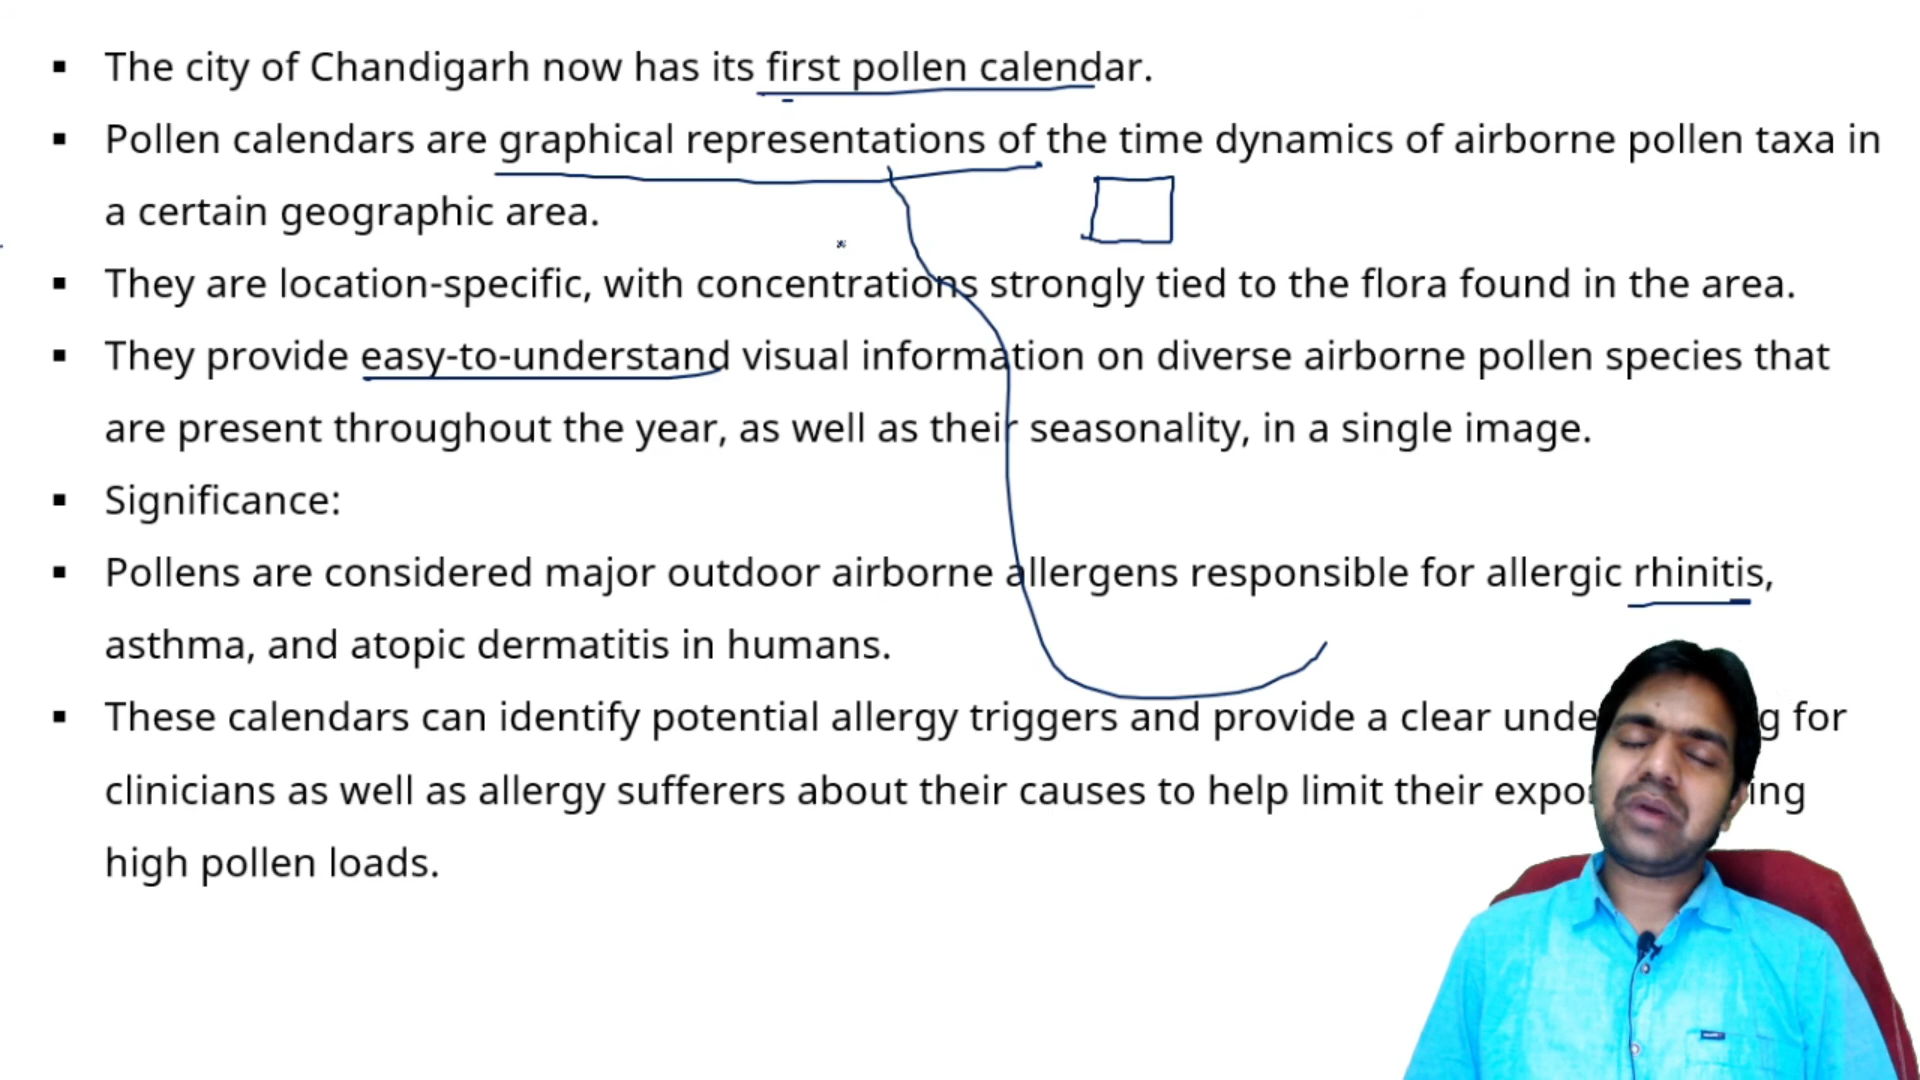 ▪ The city of Chandigarh now has its first pollen calendar.
▪ Pollen calendars are graphical representations of the time dynamics of airborne pollen taxa in
a certain geographic area.
▪ They are location-specific, with concentrations strongly tied to the flora found in the area.
▪ They provide easy-to-understand visual information on diverse airborne pollen species that
are present throughout the year, as well as their seasonality, in a single image.
▪ Significance:
▪ Pollens are considered major outdoor airborne allergens responsible for allergic rhinitis,
asthma, and atopic dermatitis in humans.
▪ These calendars can identify potential allergy triggers and provide a clear for
clinicians as well as allergy sufferers about their causes to help limit their
high pollen loads.